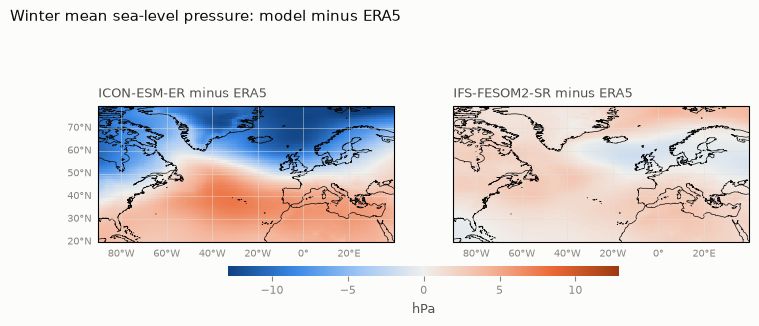 Winter mean sea-level pressure: model minus ERA5
ICON-ESM-ER minus ERA5
IFS-FESOM2-SR minus ERA5
70°N
60°N
50°N
40°N
30°N
20°N
80°W 60°W 40°W 20°W 0° 20°E
80°W 60°W 40°W 20°W 0° 20°E
−10 −5 0 5 10
hPa